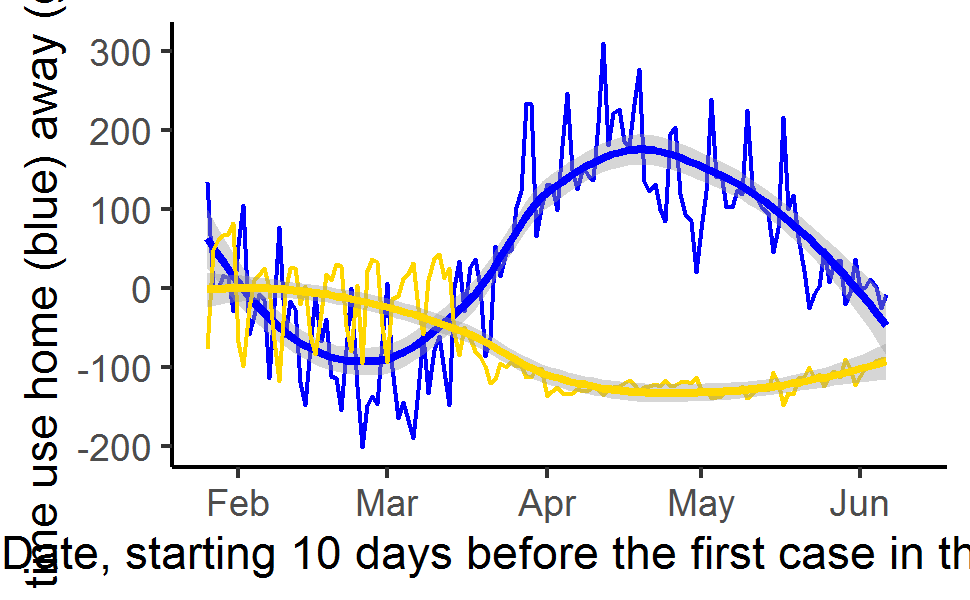 time use home (blue) away (
300
200
100
0
-100
-200
Feb Mar Apr May Jun
Date, starting 10 days before the first case in th